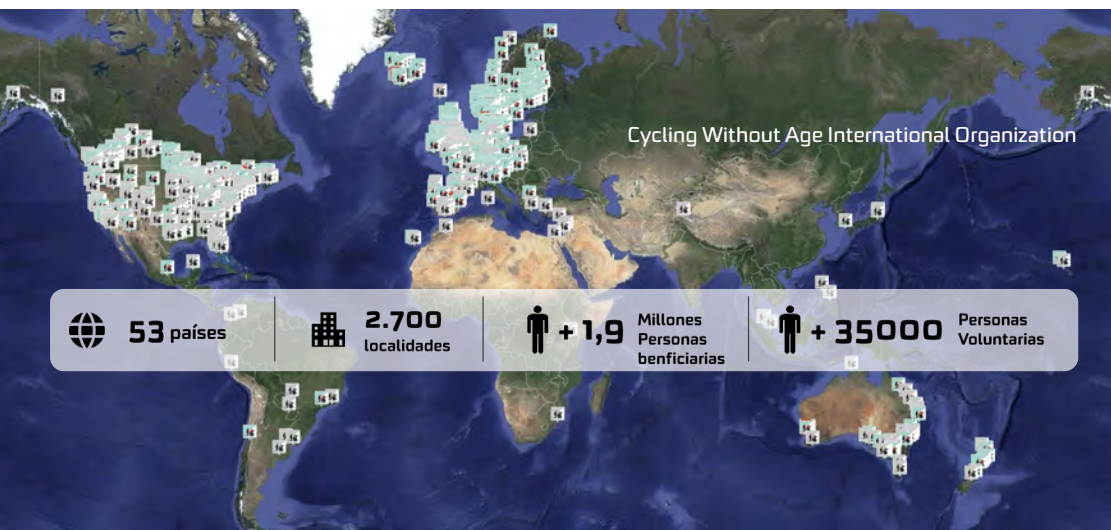 Cycling Without Age International Organization
53 países
2.700
localidades
+ 1,9
Millones
Personas
benficiarias
+ 35000
Personas
Voluntarias